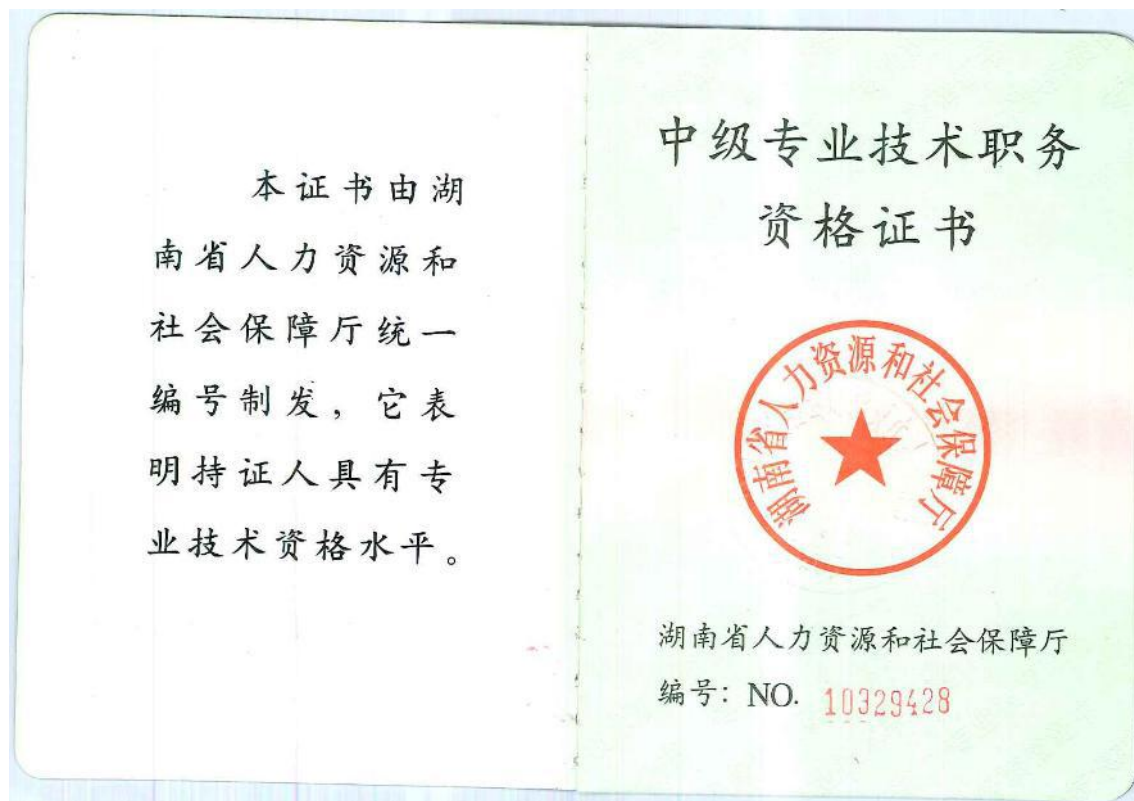 本证书由湖
南省人力资源和
社会保障厅统一
编号制发，它表
明持证人具有专
业技术资格水平。
中级专业技术职务
资格证书
湖南省人力资源和社会保障厅
湖南省人力资源和社会保障厅
编号：NO. 10329428